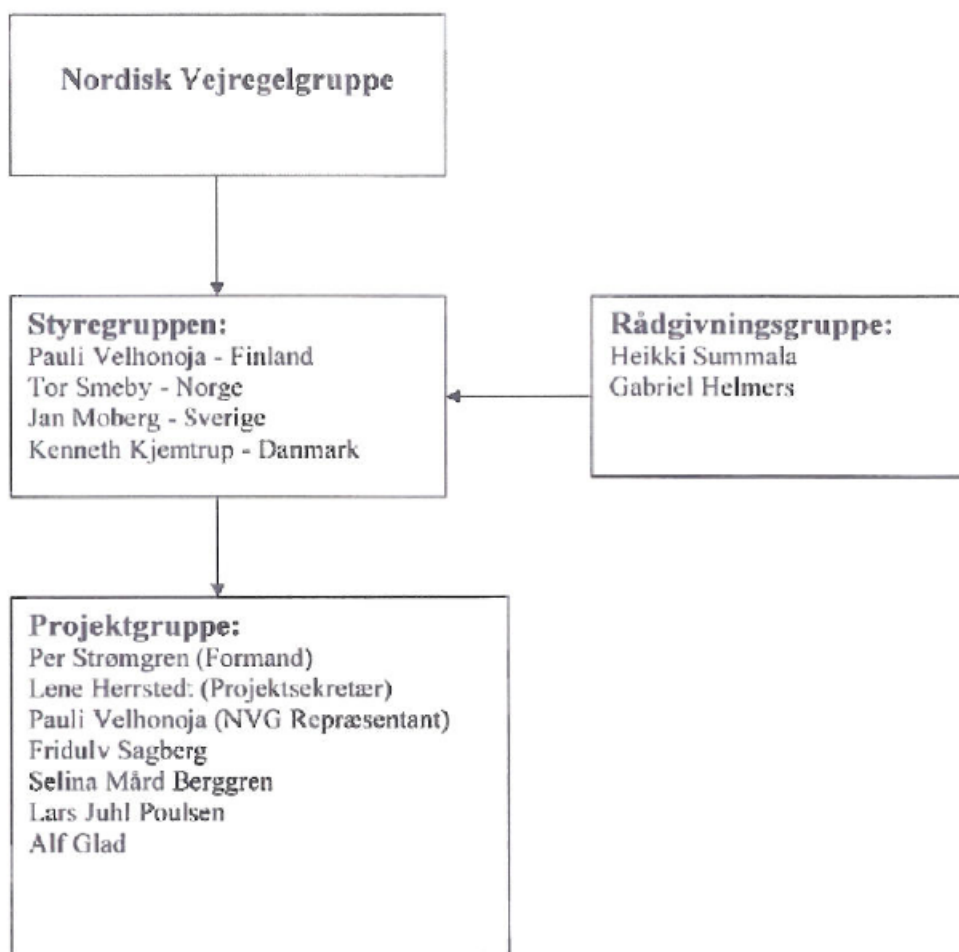 Nordisk Vejregelgruppe
Styregruppen:
Pauli Velhonoja - Finland
Tor Smeby - Norge
Jan Moberg - Sverige
Kenneth Kjemtrup - Danmark
Rådgivningsgruppe:
Heikki Summala
Gabriel Helmers
Projektgruppe:
Per Strømgren (Formand)
Lene Herrsted: (Projektsekretær)
Pauli Velhonoja (NVG Repræsentant)
Fridulv Sagberg
Selina Mård Berggren
Lars Juhl Poulsen
Alf Glad